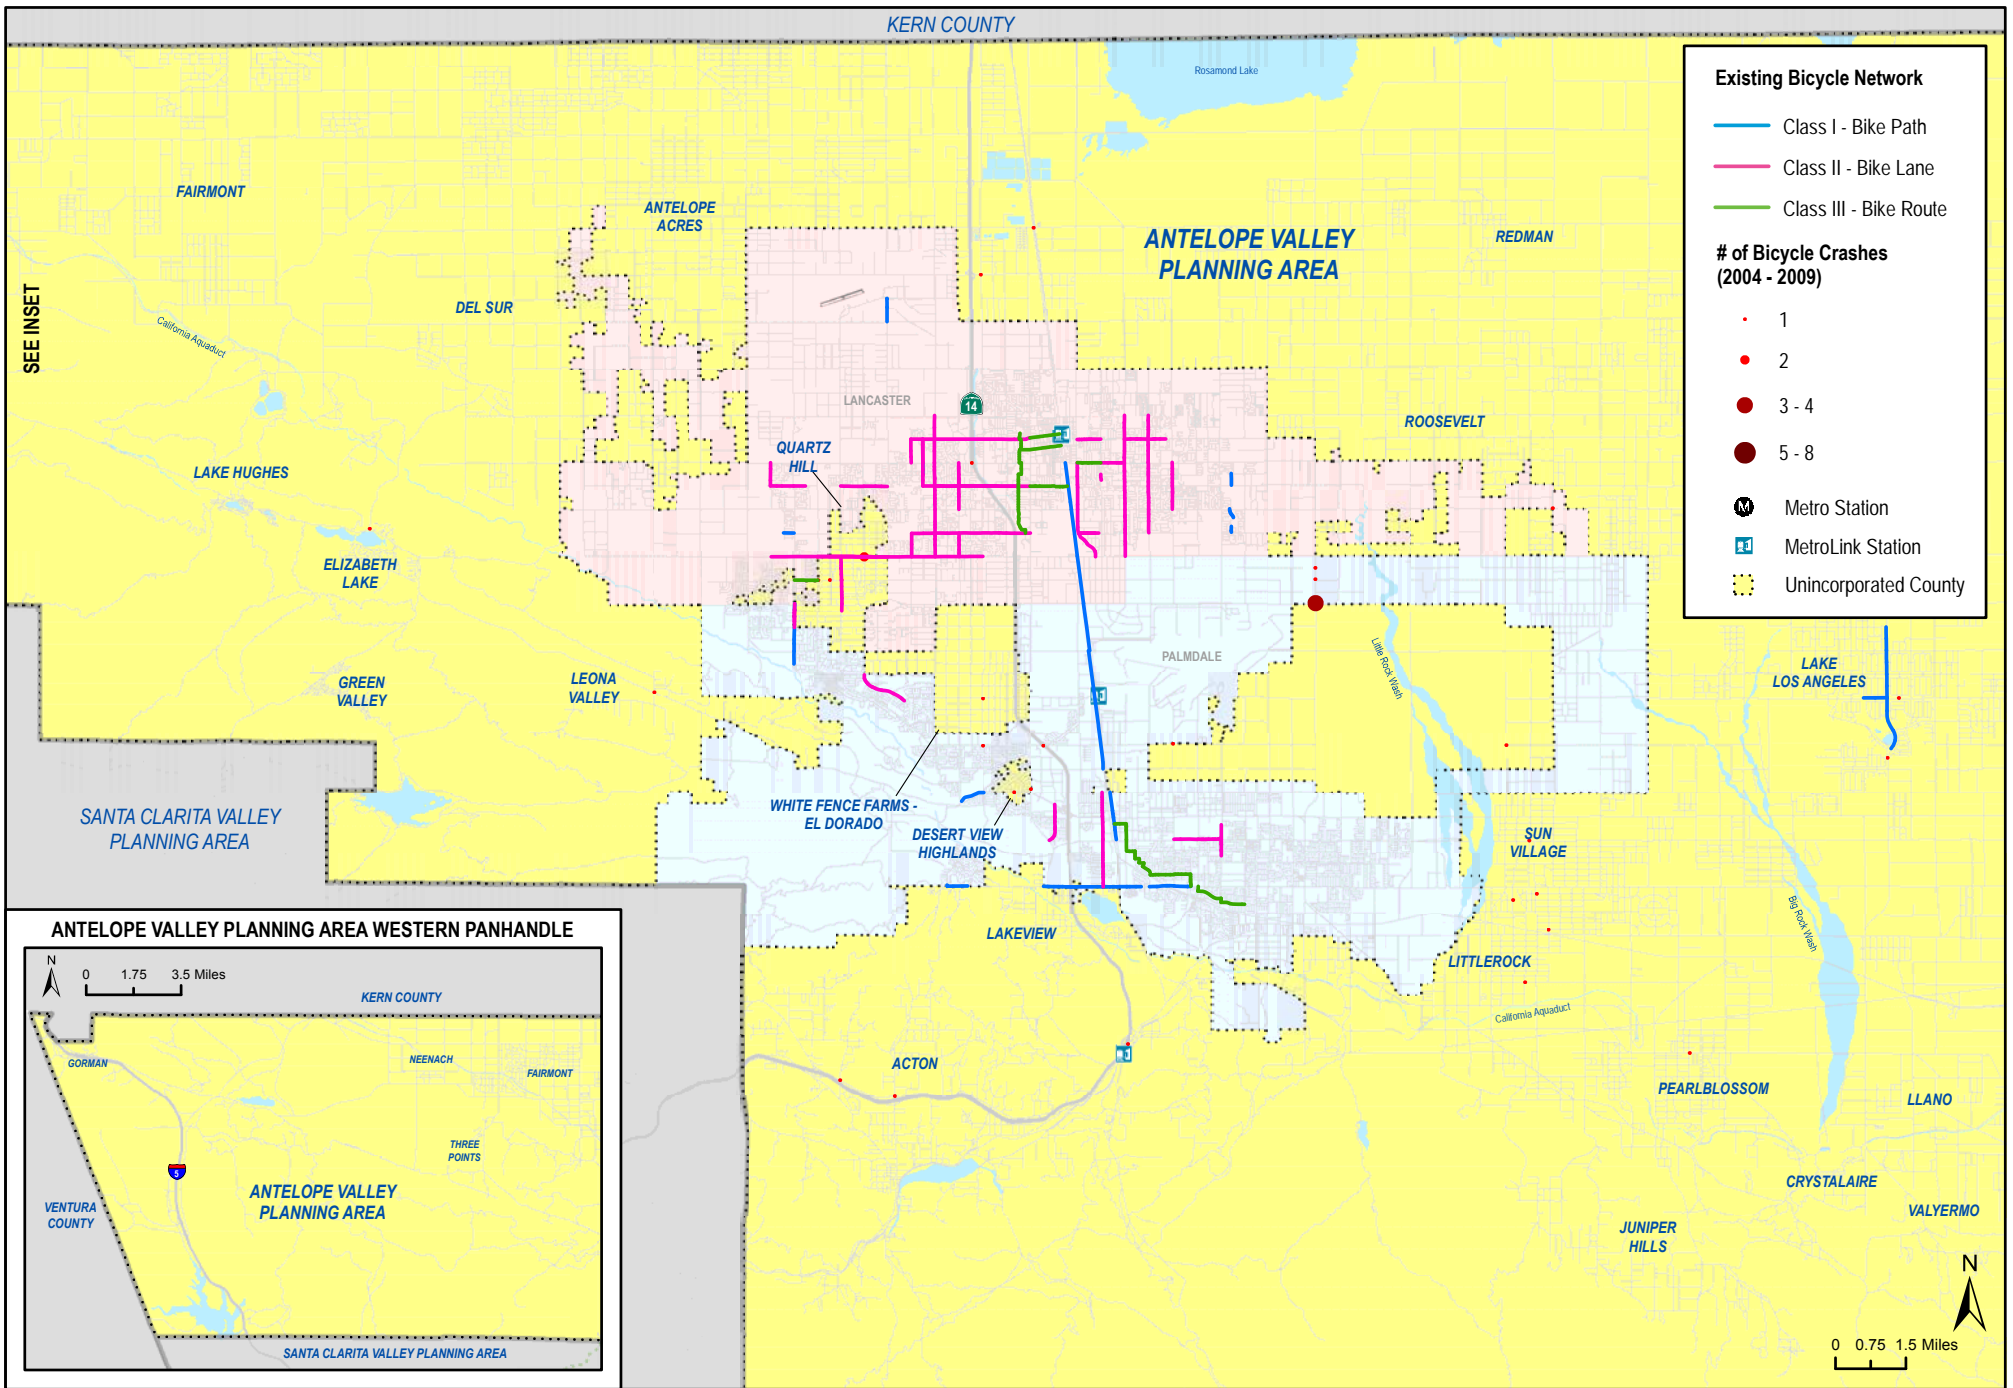 KERN COUNTY
Rosamond Lake
Existing Bicycle Network
Class I - Bike Path
Class II - Bike Lane
Class III - Bike Route
# of Bicycle Crashes
(2004 - 2009)
1
2
3 - 4
5 - 8
M
Metro Station
MetroLink Station
Unincorporated County
FAIRMONT
ANTELOPE
ACRES
ANTELOPE VALLEY
PLANNING AREA
REDMAN
DEL SUR
SEE INSET
California Aquaduct
LANCASTER
14
ROOSEVELT
QUARTZ
HILL
LAKE HUGHES
ELIZABETH
LAKE
PALMDALE
Little Rock Wash
LAKE
LOS ANGELES
GREEN
VALLEY
LEONA
VALLEY
SANTA CLARITA VALLEY
PLANNING AREA
WHITE FENCE FARMS -
EL DORADO
DESERT VIEW
HIGHLANDS
SUN
VILLAGE
Big Rock Wash
LAKEVIEW
LITTLEROCK
California Aquaduct
ACTON
PEARLBLOSSOM
LLANO
CRYSTALAIRE
VALYERMO
JUNIPER
HILLS
N
0 0.75 1.5 Miles
ANTELOPE VALLEY PLANNING AREA WESTERN PANHANDLE
N
0 1.75 3.5 Miles
KERN COUNTY
GORMAN
NEENACH
FAIRMONT
THREE
POINTS
5
ANTELOPE VALLEY
PLANNING AREA
VENTURA
COUNTY
SANTA CLARITA VALLEY PLANNING AREA